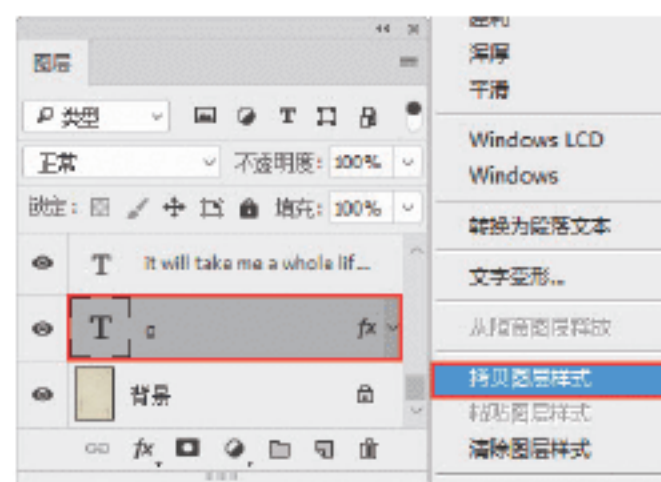 图层
类型
正常
不透明度: 100%
锁定:
填充: 100%
T It will take me a whole lif...
T g fx
背景
fx
浑厚
平滑
Windows LCD
Windows
转换为段落文本
文字变形...
从隔离图层释放
拷贝图层样式
粘贴图层样式
清除图层样式